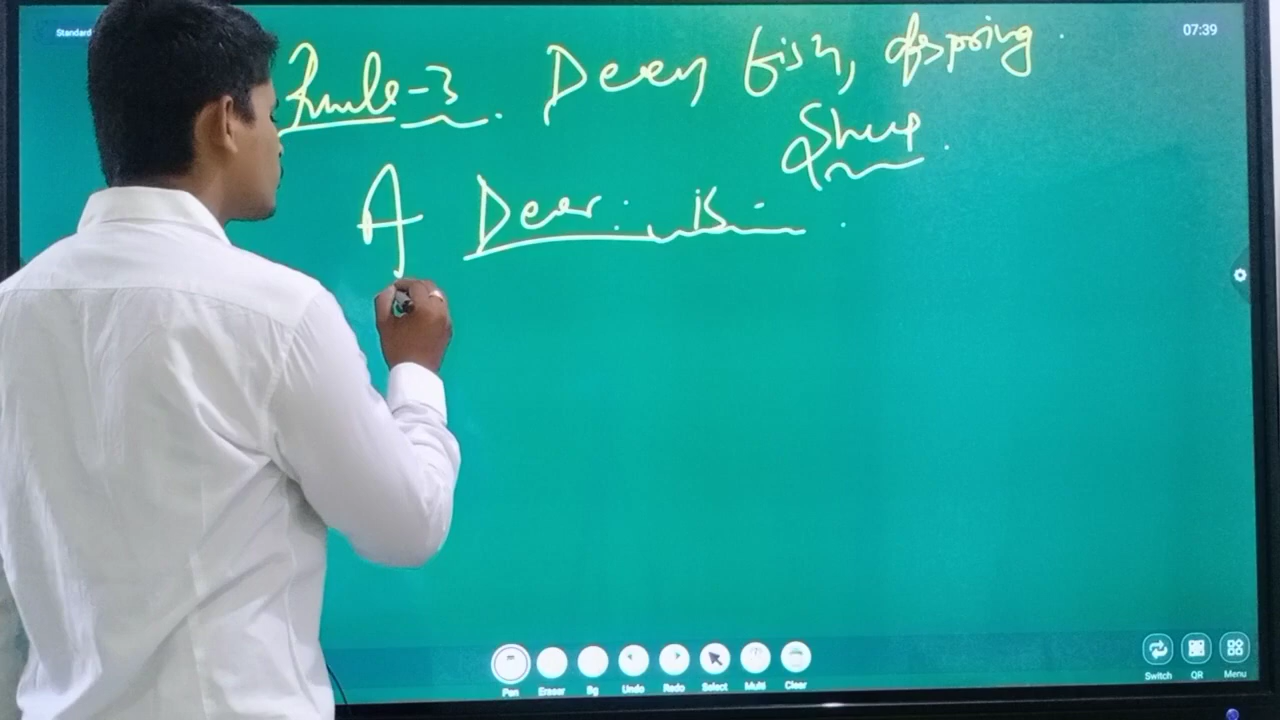 Standard
07:39
Rule-3. Deer, fish, ofspring.
Sheep.
A Deer is .
Pen Eraser Bg Undo Redo Select Multi Clear
Switch QR Menu